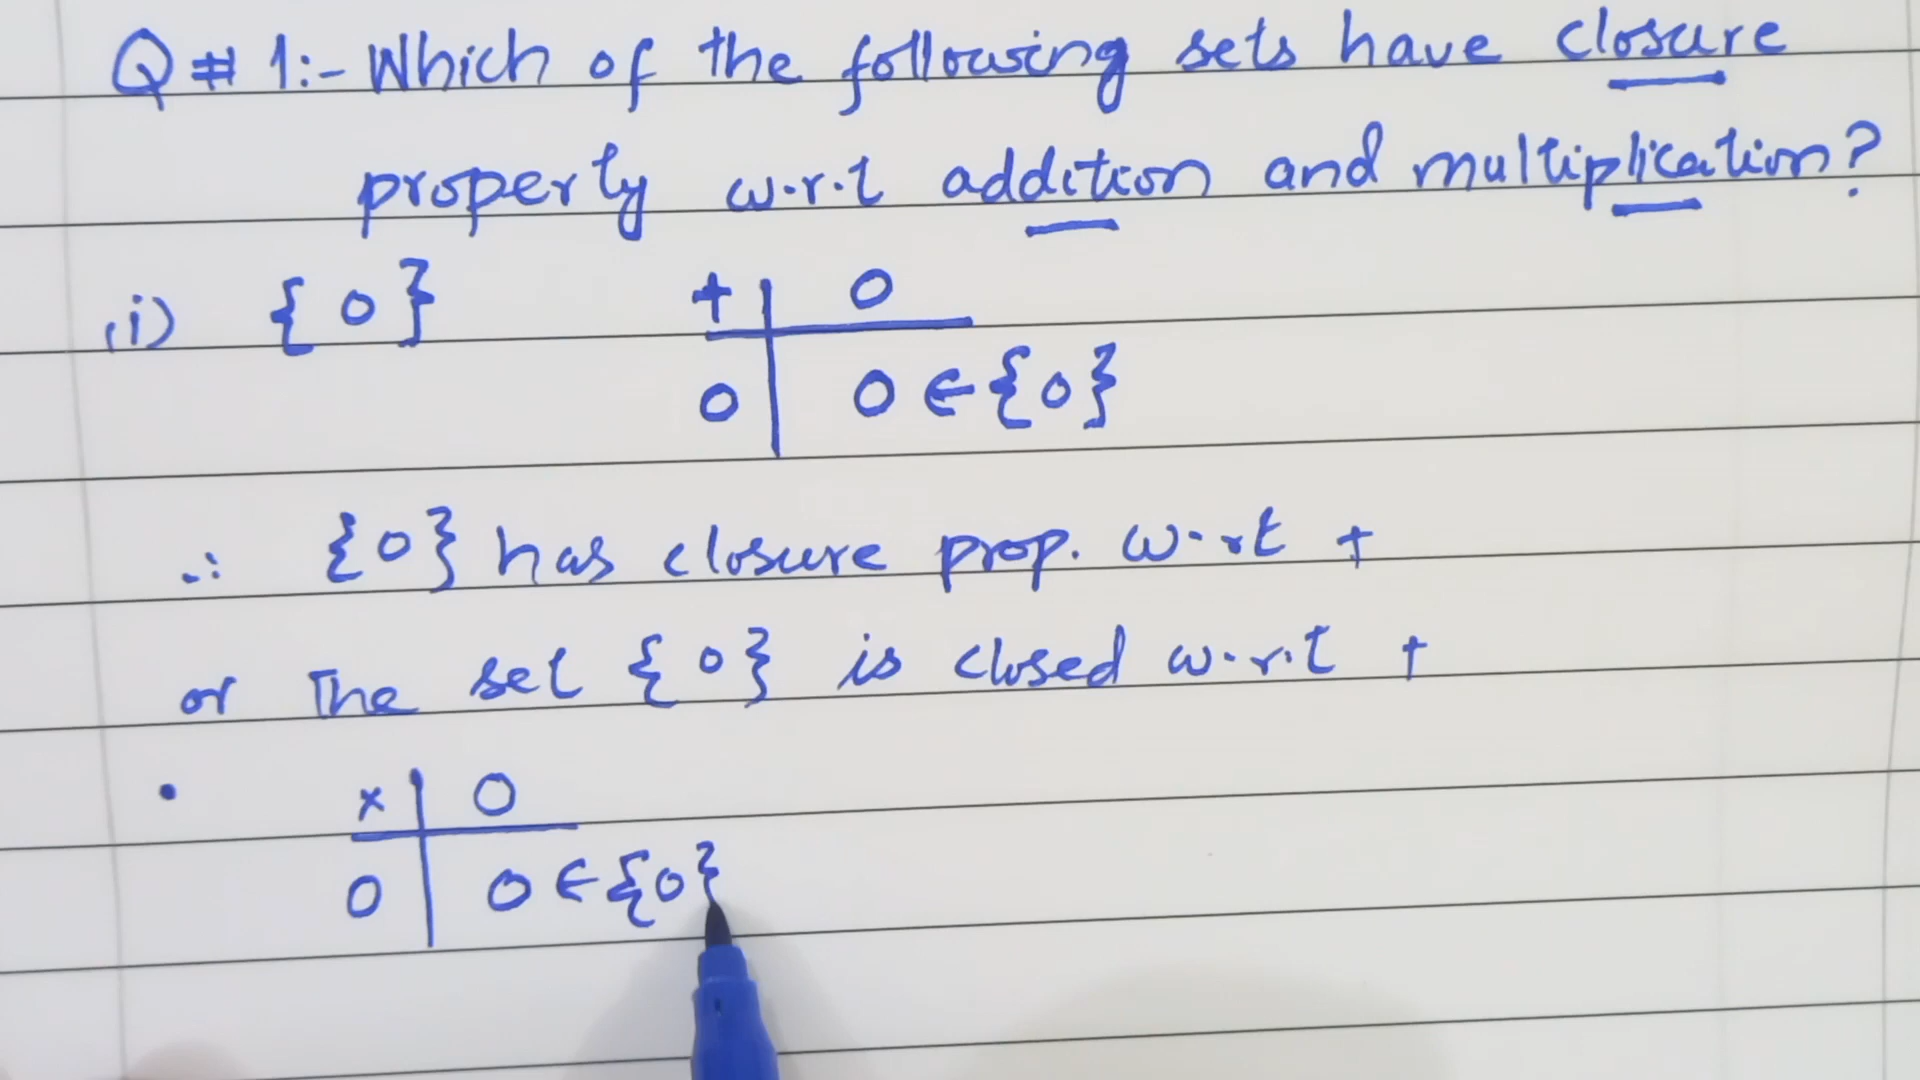 Q # 1:- Which of the following sets have closure
property w.r.t addition and multiplication?
(i) { 0 }
+ | 0
0 | 0 ∈ {0}
∴ {0} has closure prop. w.r.t +
or The set {0} is closed w.r.t +
• × | 0
0 | 0 ∈ {0}